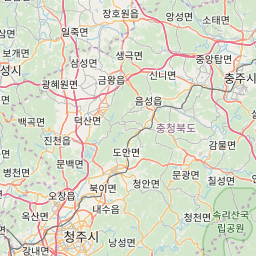 장호원읍
앙성면
소태면
일죽면
보개면
삼성면
생극면
중앙탑면
성시
광혜원면
금왕읍
신니면
충주시
음성읍
백곡면
덕산면
충청북도
진천읍
감물면
도안면
문백면
병천면
문광면
칠성면
오창읍
북이면
청안면
옥산면
내수읍
청천면
속리산국
립공원
청주시
강내면
낭성면